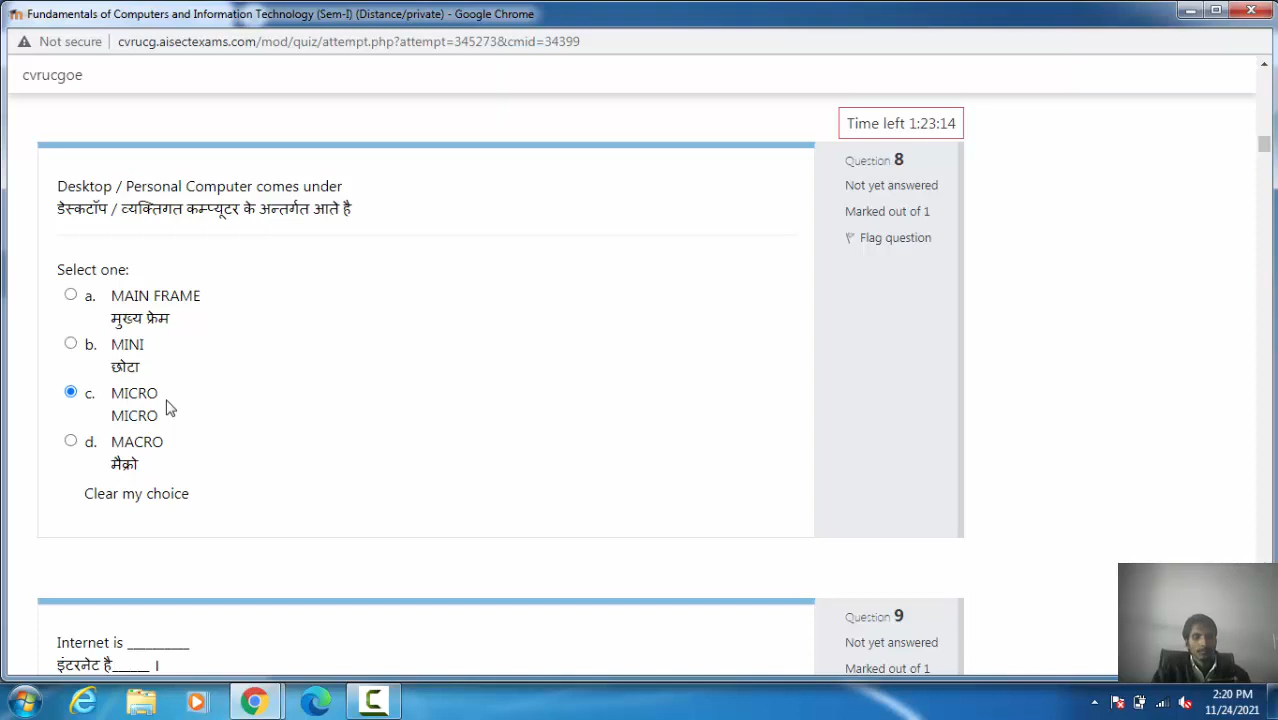 Fundamentals of Computers and Information Technology (Sem-I) (Distance/private) - Google Chrome
Not secure | cvrucg.aisectexams.com/mod/quiz/attempt.php?attempt=345273&cmid=34399
cvrucgoe
Time left 1:23:14
Desktop / Personal Computer comes under
डेस्कटॉप / व्यक्तिगत कम्प्यूटर के अन्तर्गत आते है
Select one:
a. MAIN FRAME
मुख्य फ्रेम
b. MINI
छोटा
c. MICRO
MICRO
d. MACRO
मैक्रो
Clear my choice
Question 8
Not yet answered
Marked out of 1
Flag question
Internet is __________
इंटरनेट है______ ।
Question 9
Not yet answered
Marked out of 1
2:20 PM
11/24/2021